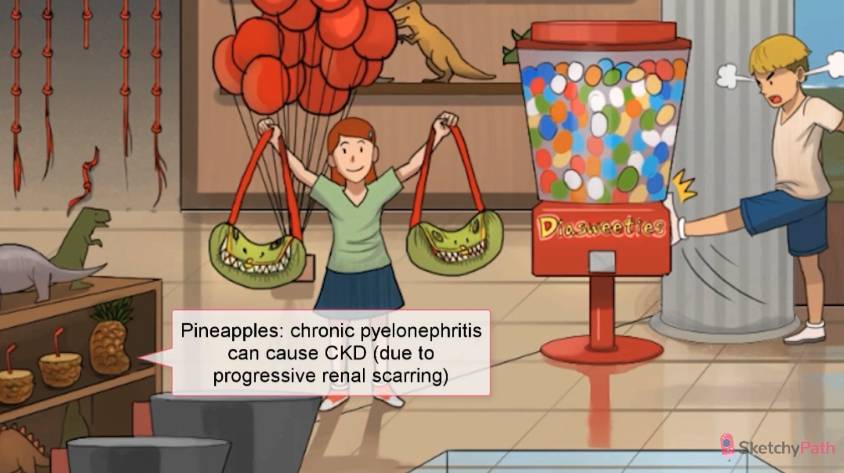 Diasweeties
Pineapples: chronic pyelonephritis
can cause CKD (due to
progressive renal scarring)
SketchyPath